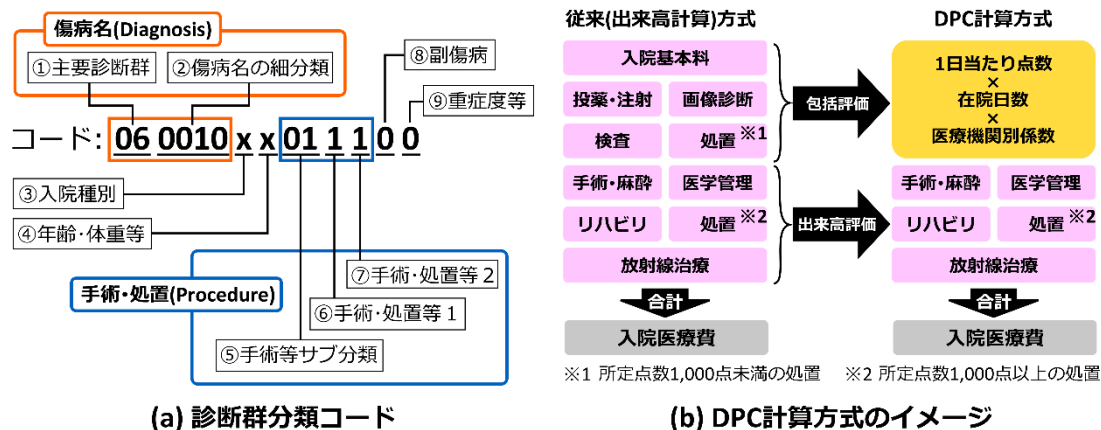 傷病名(Diagnosis)
①主要診断群
②傷病名の細分類
⑧副傷病
⑨重症度等
コード: 06 0010 x x 01 1 1 0 0
③入院種別
④年齢・体重等
⑦手術・処置等2
手術・処置(Procedure)
⑥手術・処置等1
⑤手術等サブ分類
(a) 診断群分類コード
従来(出来高計算)方式
DPC計算方式
入院基本料
投薬・注射
画像診断
検査
処置※1
包括評価
1日当たり点数
×
在院日数
×
医療機関別係数
手術・麻酔
医学管理
リハビリ
処置※2
放射線治療
出来高評価
手術・麻酔
医学管理
リハビリ
処置※2
放射線治療
合計
合計
入院医療費
入院医療費
※1 所定点数1,000点未満の処置
※2 所定点数1,000点以上の処置
(b) DPC計算方式のイメージ